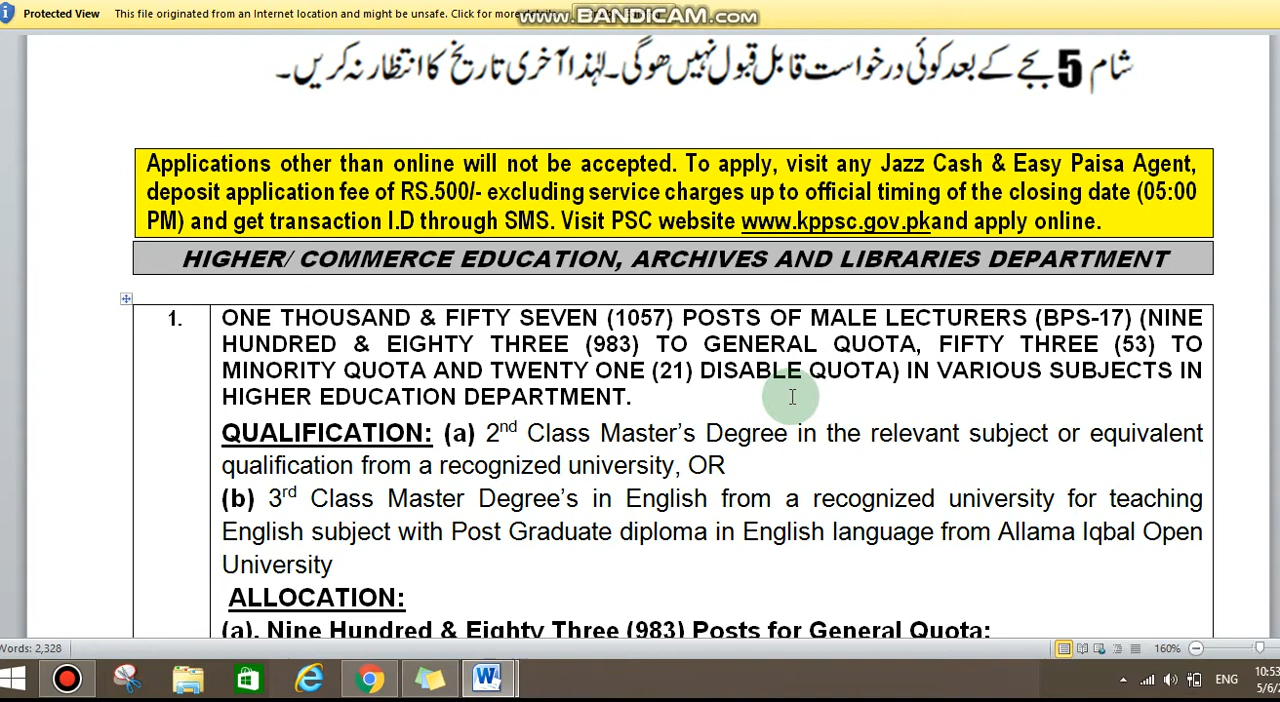 Protected View This file originated from an Internet location and might be unsafe. Click for more
www.BANDICAM.com
شام 5 بجے کے بعد کوئی درخواست قابل قبول نہیں ھوگی۔ لہٰذا آخری تاریخ کا انتظار نہ کریں۔
Applications other than online will not be accepted. To apply, visit any Jazz Cash & Easy Paisa Agent,
deposit application fee of RS.500/- excluding service charges up to official timing of the closing date (05:00
PM) and get transaction I.D through SMS. Visit PSC website www.kppsc.gov.pkand apply online.
HIGHER/ COMMERCE EDUCATION, ARCHIVES AND LIBRARIES DEPARTMENT
1. ONE THOUSAND & FIFTY SEVEN (1057) POSTS OF MALE LECTURERS (BPS-17) (NINE
HUNDRED & EIGHTY THREE (983) TO GENERAL QUOTA, FIFTY THREE (53) TO
MINORITY QUOTA AND TWENTY ONE (21) DISABLE QUOTA) IN VARIOUS SUBJECTS IN
HIGHER EDUCATION DEPARTMENT.
QUALIFICATION: (a) 2nd Class Master's Degree in the relevant subject or equivalent
qualification from a recognized university, OR
(b) 3rd Class Master Degree's in English from a recognized university for teaching
English subject with Post Graduate diploma in English language from Allama Iqbal Open
University
ALLOCATION:
(a). Nine Hundred & Eighty Three (983) Posts for General Quota:
Words: 2,328 160%
ENG 10:53
5/6/2